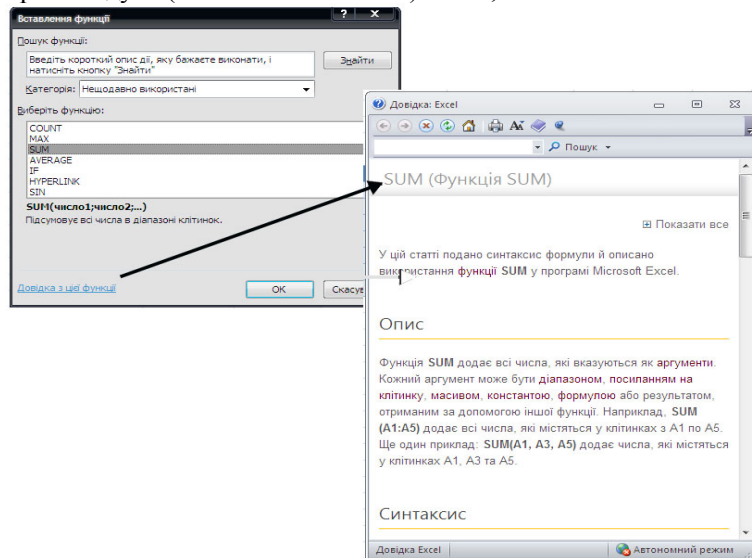 Вставлення функції
Пошук функції:
Введіть короткий опис дії, яку бажаєте виконати, і
натисніть кнопку "Знайти"
Знайти
Категорія: Нещодавно використані
Виберіть функцію:
COUNT
MAX
SUM
AVERAGE
IF
HYPERLINK
SIN
SUM(число1;число2;...)
Підсумовує всі числа в діапазоні клітинок.
Довідка з цієї функції
OK
Скасув
Довідка: Excel
Пошук
SUM (Функція SUM)
Показати все
У цій статті подано синтаксис формули й описано
використання функції SUM у програмі Microsoft Excel.
Опис
Функція SUM додає всі числа, які вказуються як аргументи.
Кожний аргумент може бути діапазоном, посиланням на
клітинку, масивом, константою, формулою або результатом,
отриманим за допомогою іншої функції. Наприклад, SUM
(A1:A5) додає всі числа, які містяться у клітинках з A1 по A5.
Ще один приклад: SUM(A1, A3, A5) додає числа, які містяться
у клітинках A1, A3 та A5.
Синтаксис
Довідка Excel
Автономний режим